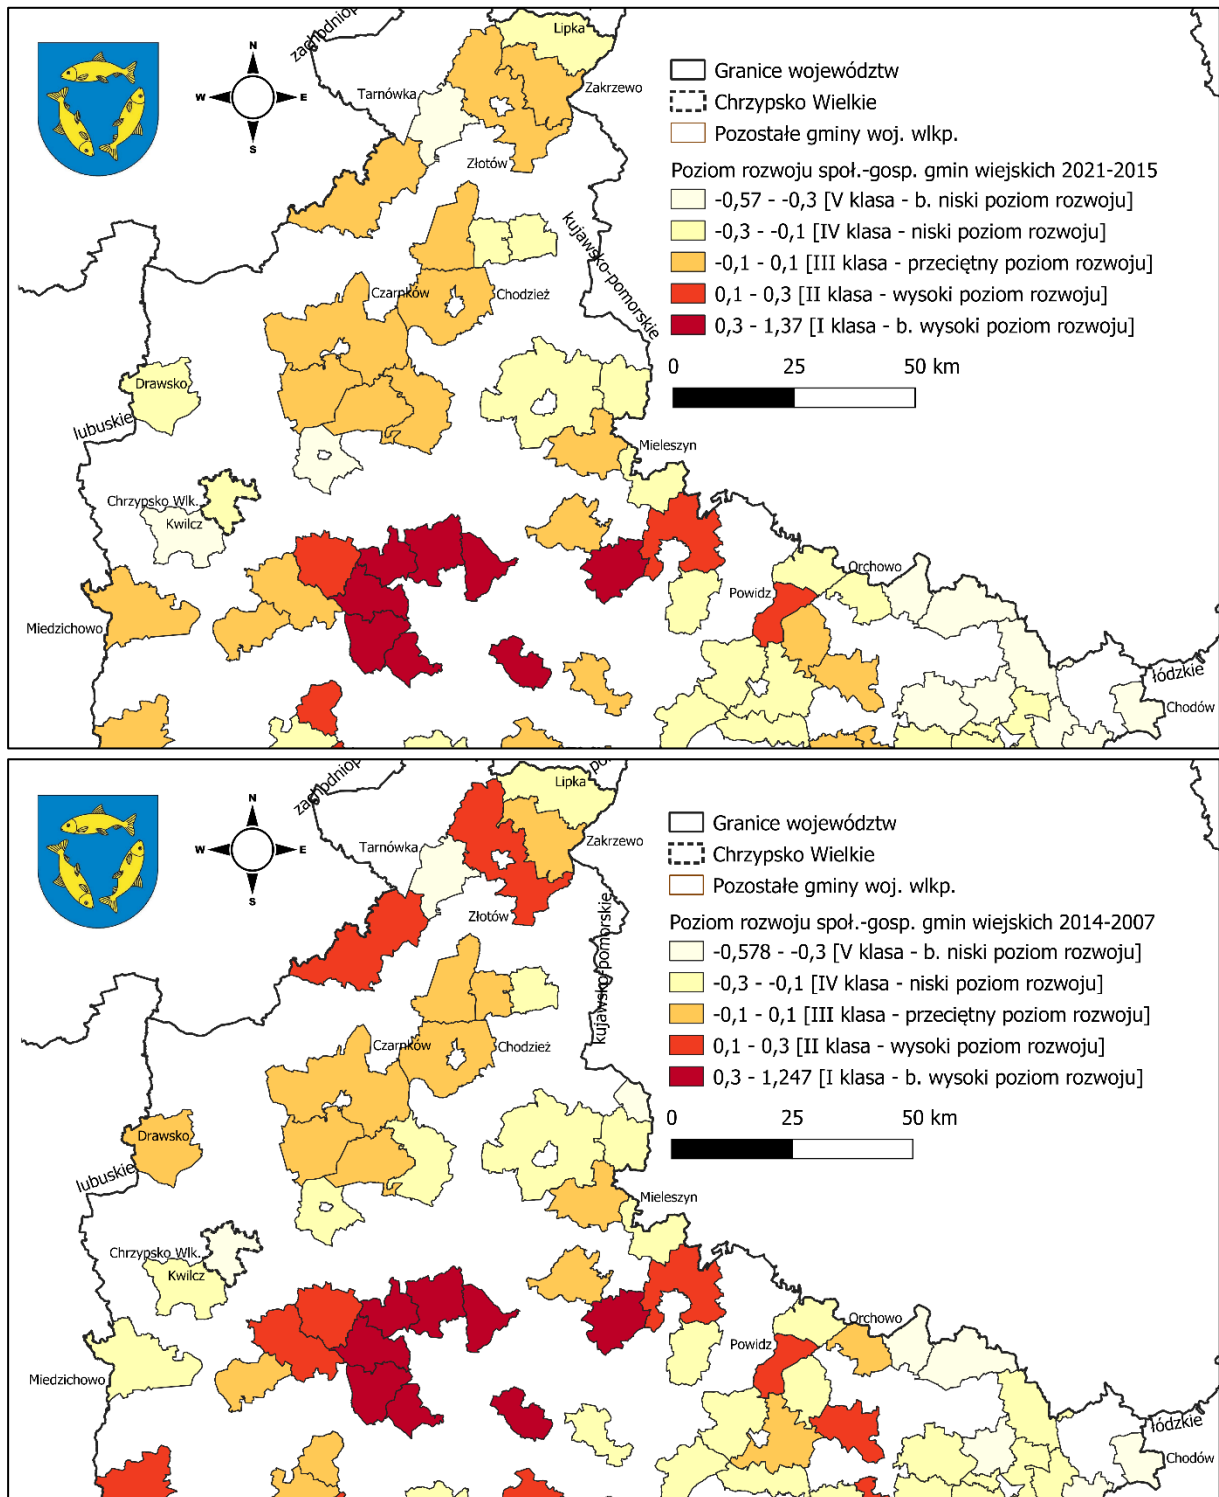 zachodniop
Lipka
N
W
E
S
Tarnówka
Zakrzewo
Złotów
Granice województw
Chrzypsko Wielkie
Pozostałe gminy woj. wlkp.
Poziom rozwoju społ.-gosp. gmin wiejskich 2021-2015
-0,57 - -0,3 [V klasa - b. niski poziom rozwoju]
-0,3 - -0,1 [IV klasa - niski poziom rozwoju]
-0,1 - 0,1 [III klasa - przeciętny poziom rozwoju]
0,1 - 0,3 [II klasa - wysoki poziom rozwoju]
0,3 - 1,37 [I klasa - b. wysoki poziom rozwoju]
0 25 50 km
kujawsko-pomorskie
Czarnków
Chodzież
Drawsko
lubuskie
Mieleszyn
Chrzypsko Wlk.
Kwilcz
Orchowo
Powidz
Miedzichowo
łódzkie
Chodów
zachodniop
po
Lipka
N
W
E
S
Tarnówka
Zakrzewo
Złotów
Granice województw
Chrzypsko Wielkie
Pozostałe gminy woj. wlkp.
Poziom rozwoju społ.-gosp. gmin wiejskich 2014-2007
-0,578 - -0,3 [V klasa - b. niski poziom rozwoju]
-0,3 - -0,1 [IV klasa - niski poziom rozwoju]
-0,1 - 0,1 [III klasa - przeciętny poziom rozwoju]
0,1 - 0,3 [II klasa - wysoki poziom rozwoju]
0,3 - 1,247 [I klasa - b. wysoki poziom rozwoju]
0 25 50 km
kujawsko-pomorskie
Czarnków
Chodzież
Drawsko
lubuskie
Mieleszyn
Chrzypsko Wlk.
Kwilcz
Orchowo
Powidz
Miedzichowo
łódzkie
Chodów